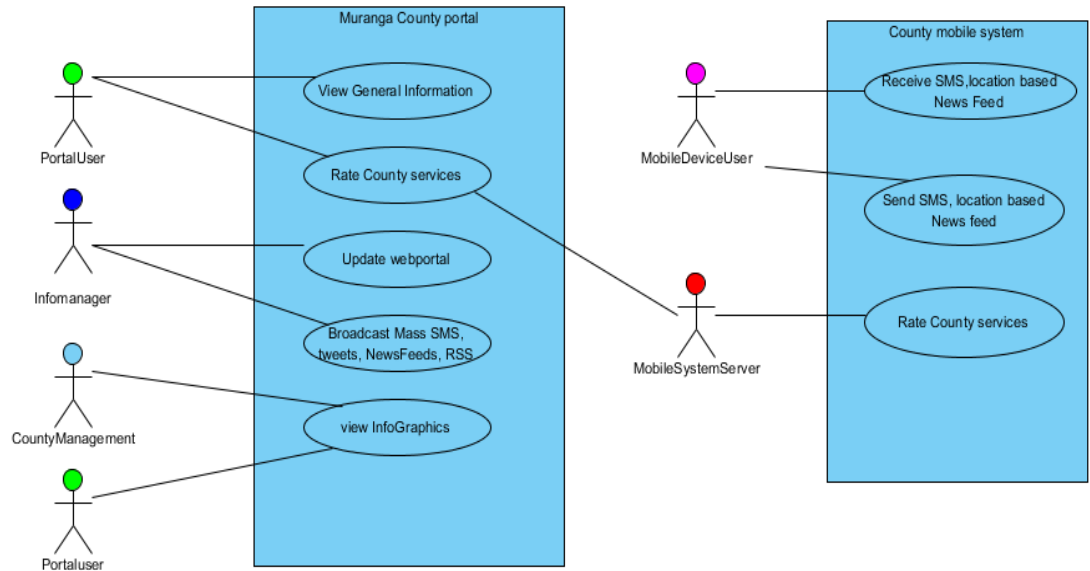 Muranga County portal
County mobile system
View General Information
Receive SMS,location based
News Feed
PortalUser
MobileDeviceUser
Rate County services
Send SMS, location based
News feed
Update webportal
Infomanager
Broadcast Mass SMS,
tweets, NewsFeeds, RSS
Rate County services
MobileSystemServer
CountyManagement
view InfoGraphics
Portaluser